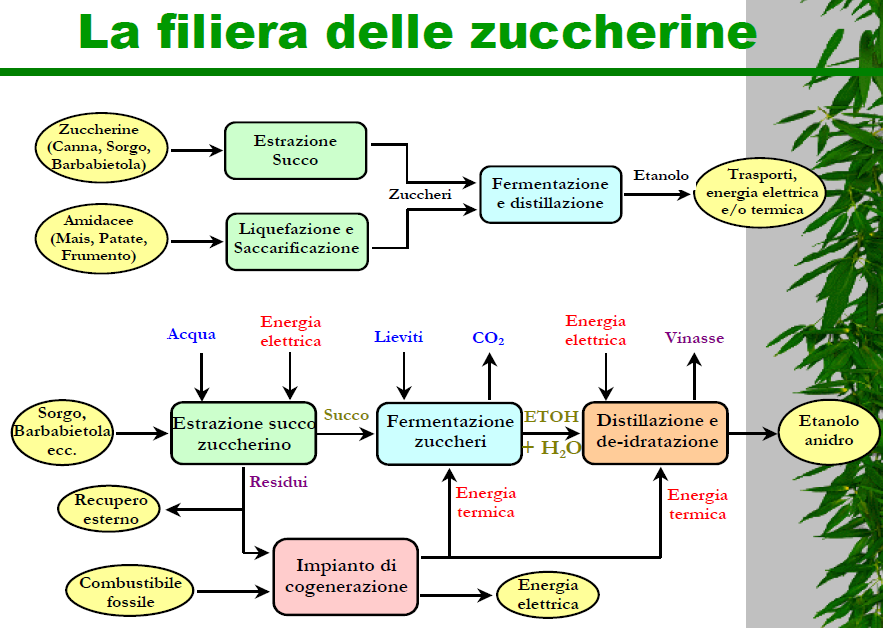 La filiera delle zuccherine
Zuccherine
(Canna, Sorgo,
Barbabietola)
Estrazione
Succo
Zuccheri
Fermentazione
e distillazione
Etanolo
Trasporti,
energia elettrica
e/o termica
Amidacee
(Mais, Patate,
Frumento)
Liquefazione e
Saccarificazione
Acqua
Energia
elettrica
Lieviti
CO₂
Energia
elettrica
Vinasse
Sorgo,
Barbabietola
ecc.
Estrazione succo
zuccherino
Succo
Fermentazione
zuccheri
ETOH
+ H₂O
Distillazione e
de-idratazione
Etanolo
anidro
Residui
Recupero
esterno
Energia
termica
Energia
termica
Impianto di
cogenerazione
Combustibile
fossile
Energia
elettrica